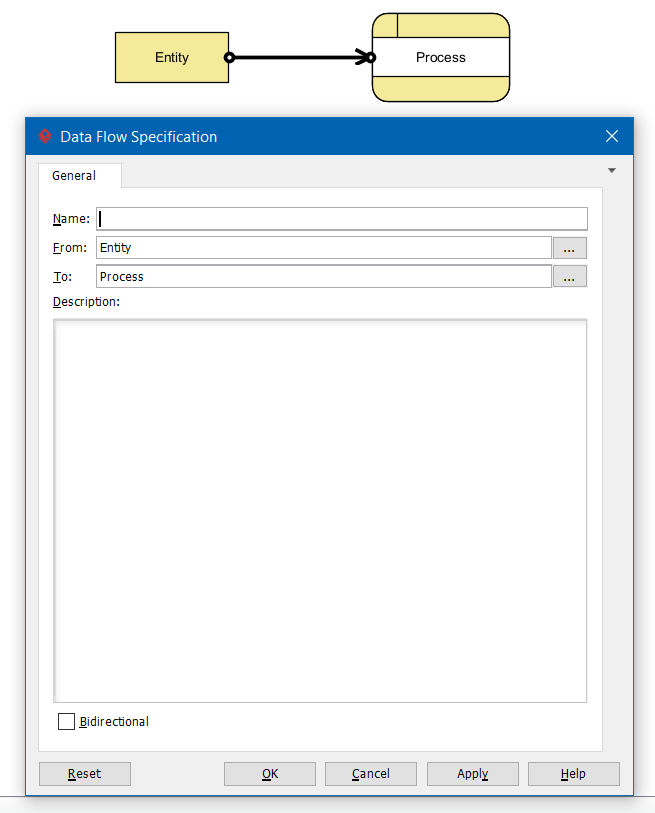 Entity
Process
Data Flow Specification
General
Name:
From: Entity ...
To: Process ...
Description:
Bidirectional
Reset OK Cancel Apply Help